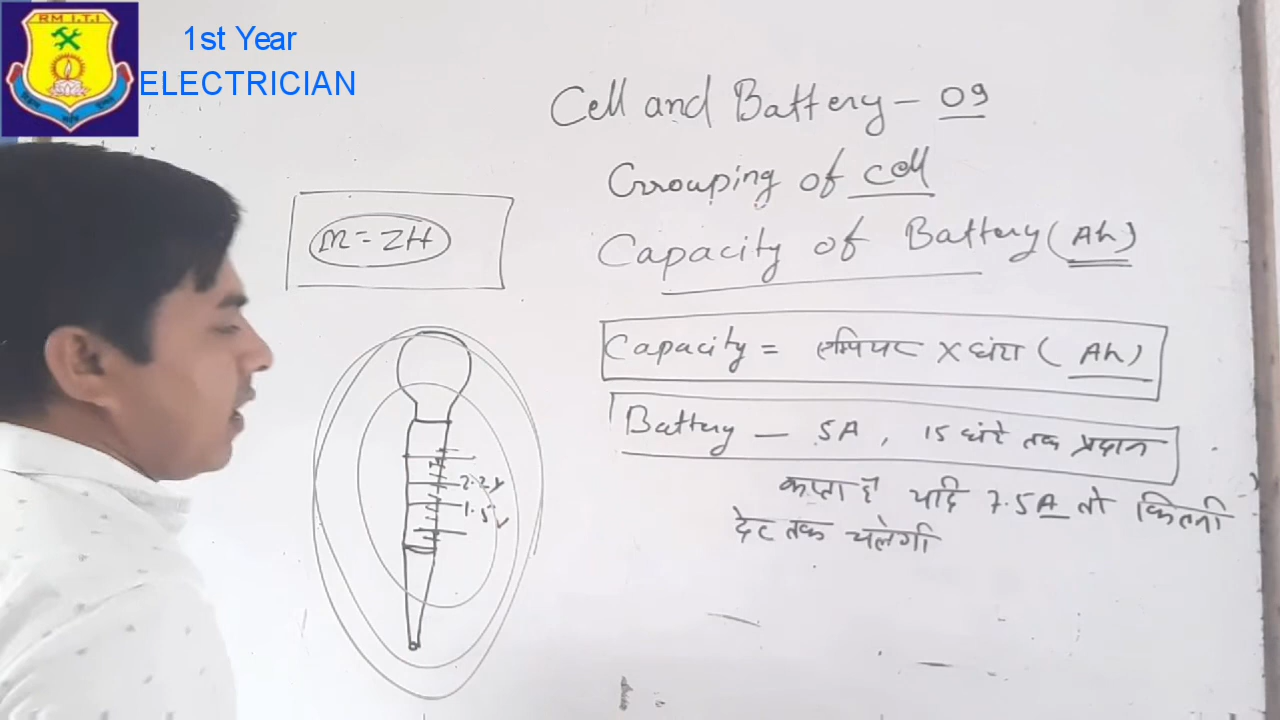 RM I.T.I
1st Year
ELECTRICIAN
Cell and Battery – 09
Grouping of cell
Capacity of Battery (Ah)
m = ZH
Capacity = एम्पियर × घंटा (Ah)
Battery – 5A, 15 घंटे तक प्रदान
करता है यदि 7.5A तो कितनी
देर तक चलेगी
2.2V
1.5V